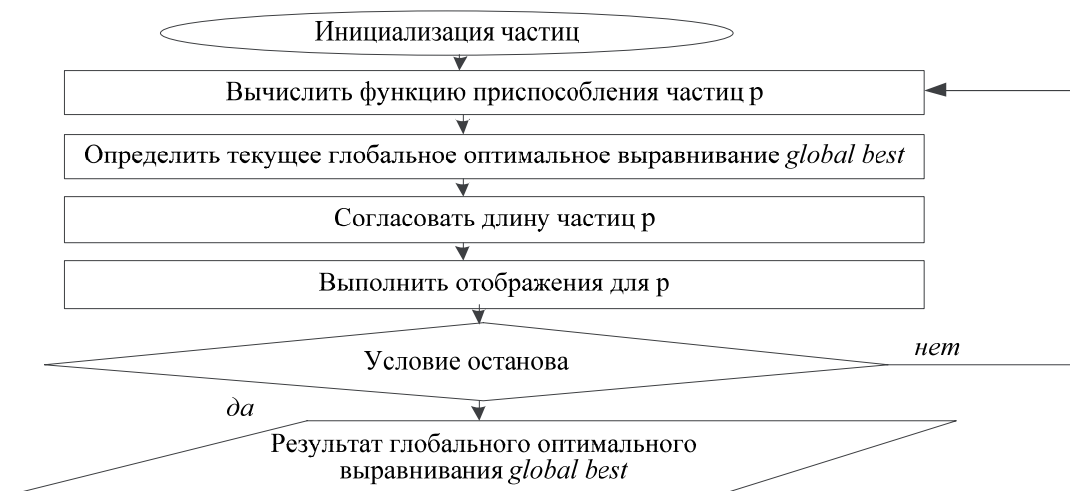 Инициализация частиц
Вычислить функцию приспособления частиц p
Определить текущее глобальное оптимальное выравнивание global best
Согласовать длину частиц p
Выполнить отображения для p
Условие останова
нет
да
Результат глобального оптимального
выравнивания global best